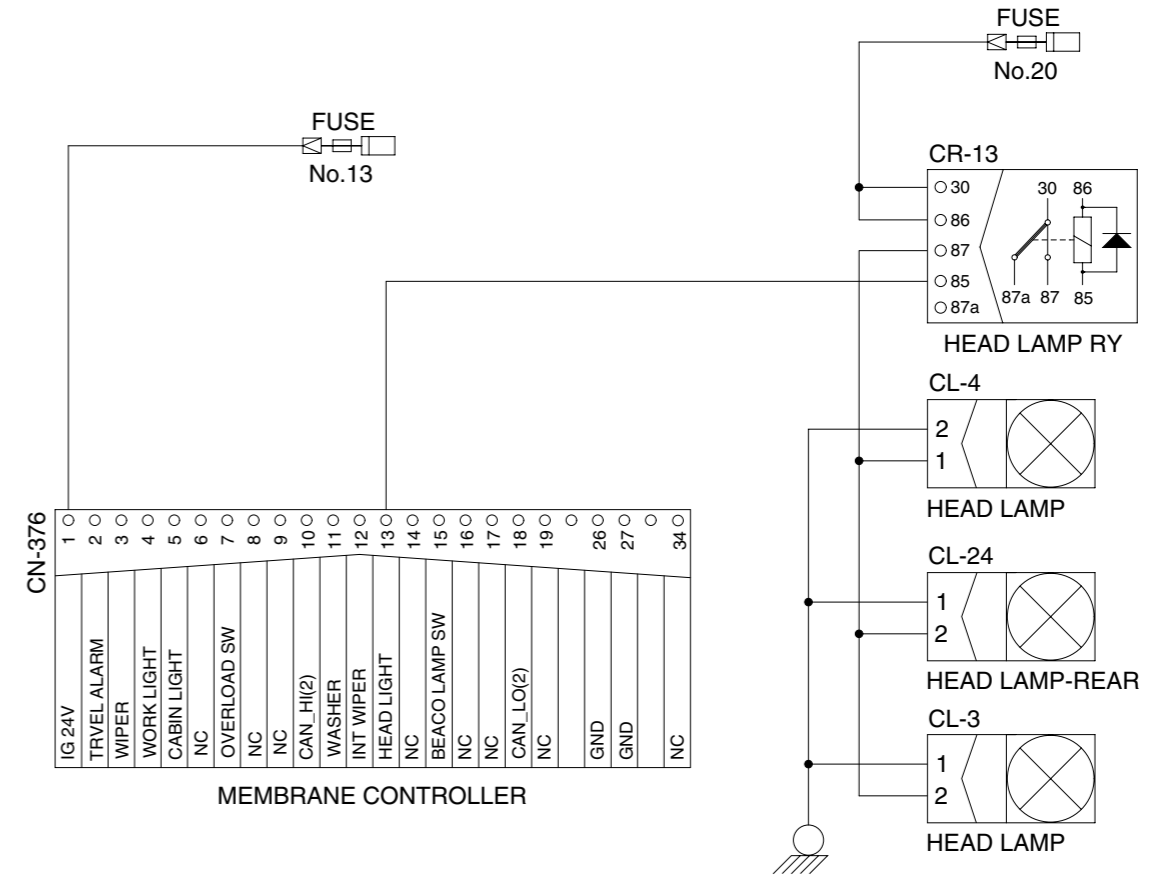 FUSE
No.20
FUSE
No.13
CR-13
30
86
87
85
87a
30 86
87a 87 85
HEAD LAMP RY
CL-4
2
1
HEAD LAMP
CL-24
1
2
HEAD LAMP-REAR
CL-3
1
2
HEAD LAMP
CN-376
1 2 3 4 5 6 7 8 9 10 11 12 13 14 15 16 17 18 19 26 27 34
IG 24V
TRVEL ALARM
WIPER
WORK LIGHT
CABIN LIGHT
NC
OVERLOAD SW
NC
NC
CAN_HI(2)
WASHER
INT WIPER
HEAD LIGHT
NC
BEACO LAMP SW
NC
NC
CAN_LO(2)
NC
GND
GND
NC
MEMBRANE CONTROLLER